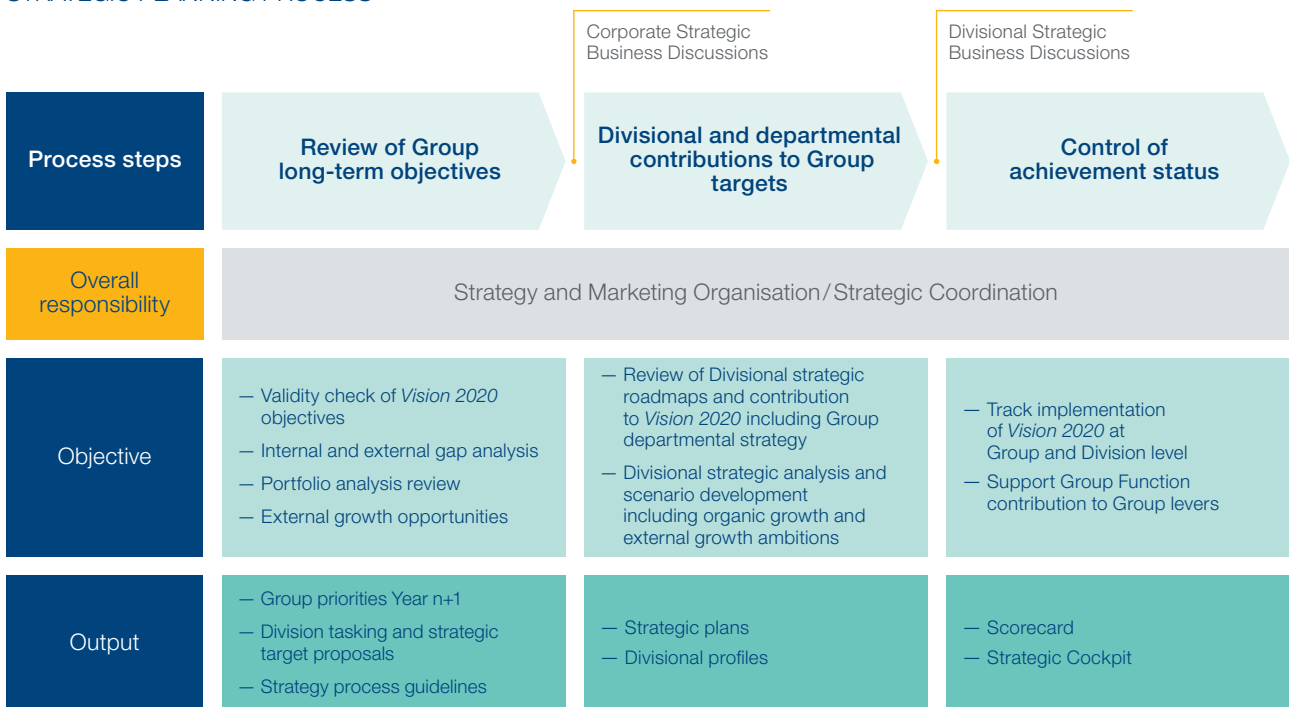 STRATEGIC PLANNING PROCESS
Corporate Strategic
Business Discussions
Divisional Strategic
Business Discussions
Process steps
Review of Group
long-term objectives
Divisional and departmental
contributions to Group
targets
Control of
achievement status
Overall
responsibility
Strategy and Marketing Organisation/Strategic Coordination
Objective
— Validity check of Vision 2020
objectives
— Internal and external gap analysis
— Portfolio analysis review
— External growth opportunities
— Review of Divisional strategic
roadmaps and contribution
to Vision 2020 including Group
departmental strategy
— Divisional strategic analysis and
scenario development
including organic growth and
external growth ambitions
— Track implementation
of Vision 2020 at
Group and Division level
— Support Group Function
contribution to Group levers
Output
— Group priorities Year n+1
— Division tasking and strategic
target proposals
— Strategy process guidelines
— Strategic plans
— Divisional profiles
— Scorecard
— Strategic Cockpit